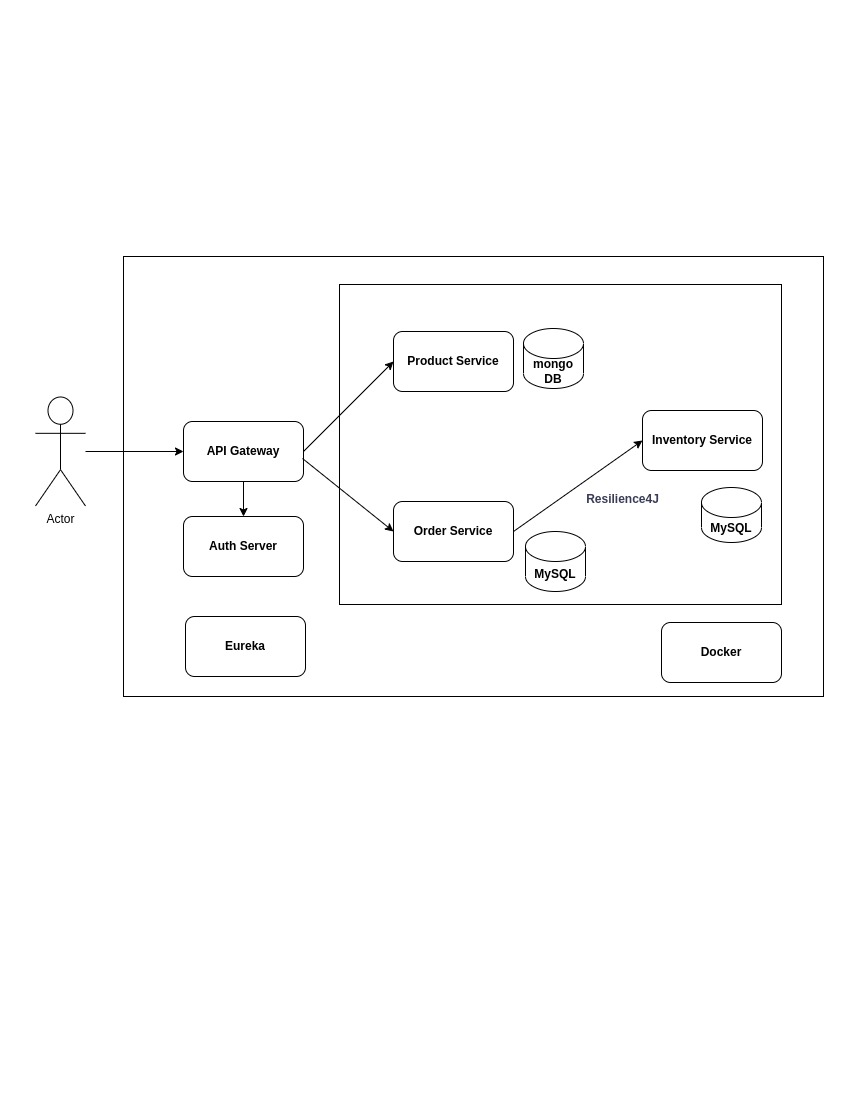 Product Service
mongo
DB
Inventory Service
API Gateway
Resilience4J
Actor
Order Service
MySQL
Auth Server
MySQL
Eureka
Docker